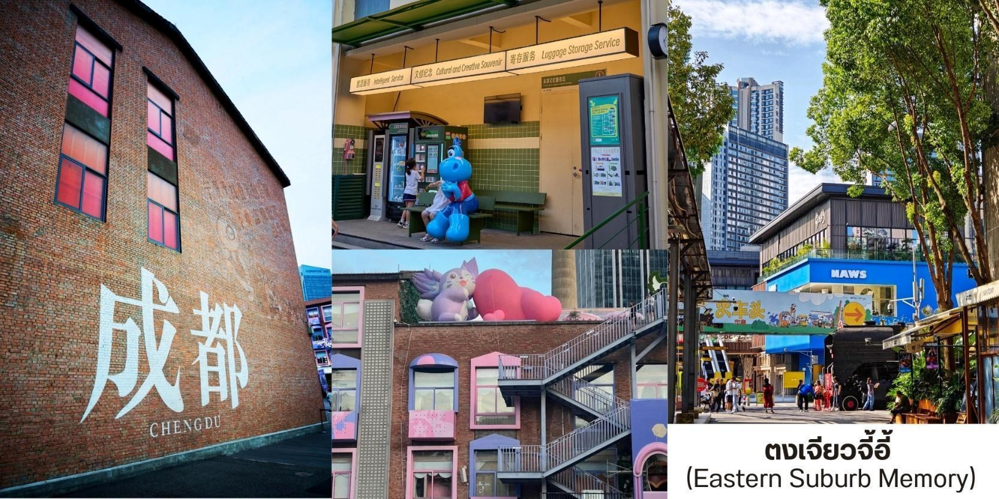 成都
CHENGDU
智慧服务 Intelligent Service
文创纪念 Cultural and Creative Souvenir
寄存服务 Luggage Storage Service
NAWS
火车头
ตงเจียวจี้อี้
(Eastern Suburb Memory)